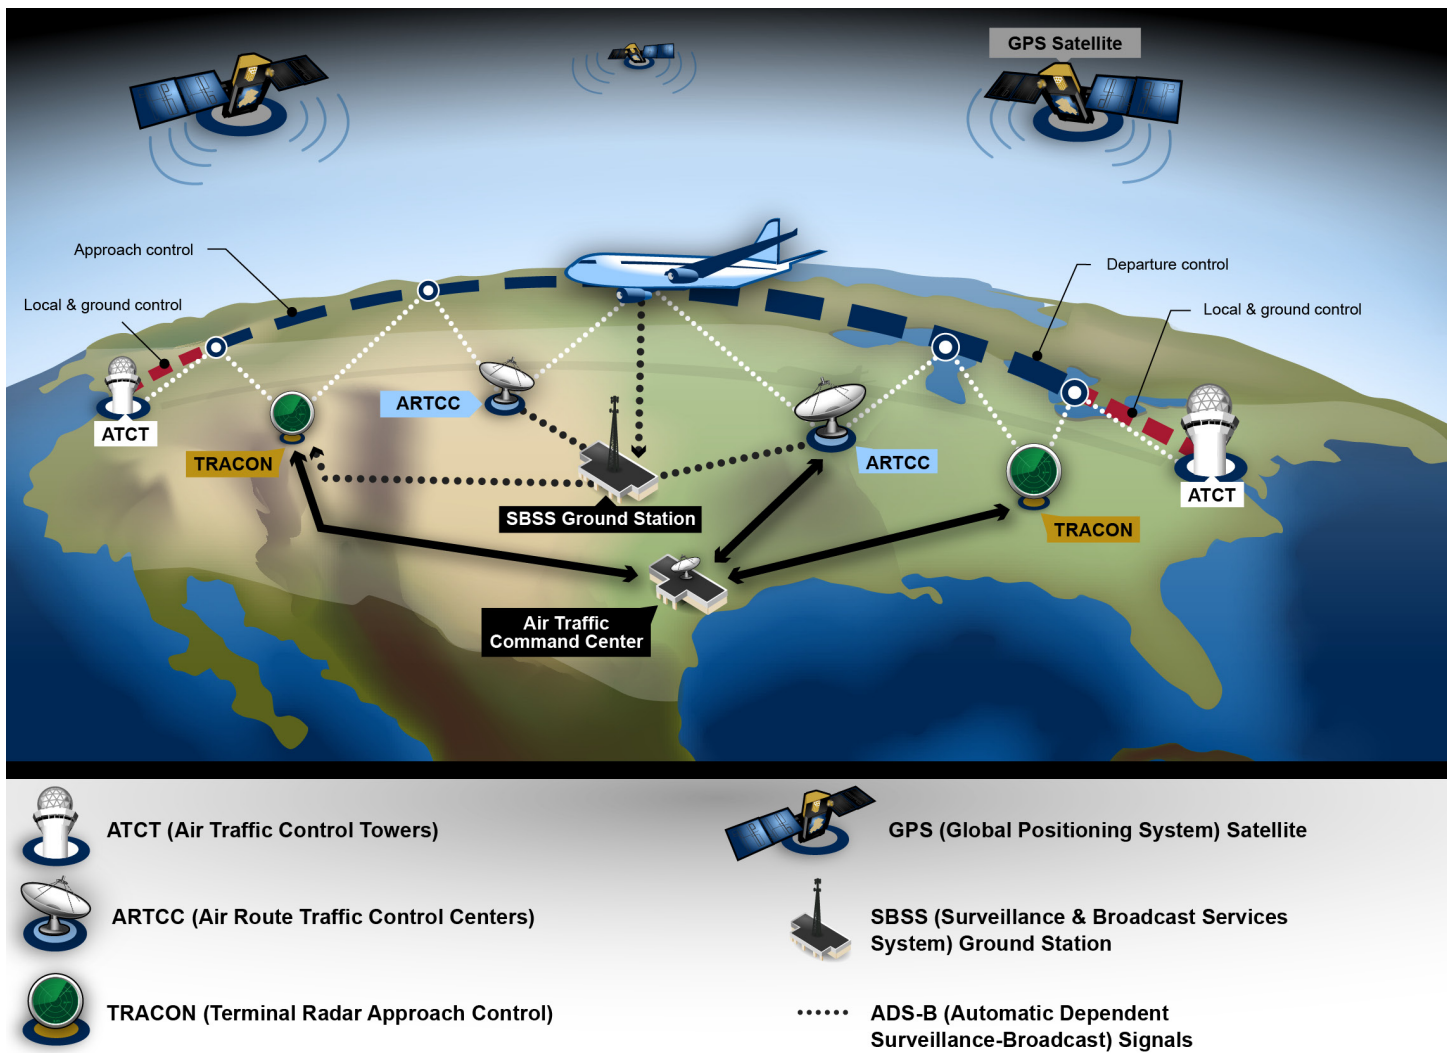 GPS Satellite
Approach control
Departure control
Local & ground control
Local & ground control
ARTCC
ATCT
TRACON
ARTCC
ATCT
SBSS Ground Station
TRACON
Air Traffic
Command Center
ATCT (Air Traffic Control Towers)
ARTCC (Air Route Traffic Control Centers)
TRACON (Terminal Radar Approach Control)
GPS (Global Positioning System) Satellite
SBSS (Surveillance & Broadcast Services
System) Ground Station
ADS-B (Automatic Dependent
Surveillance-Broadcast) Signals